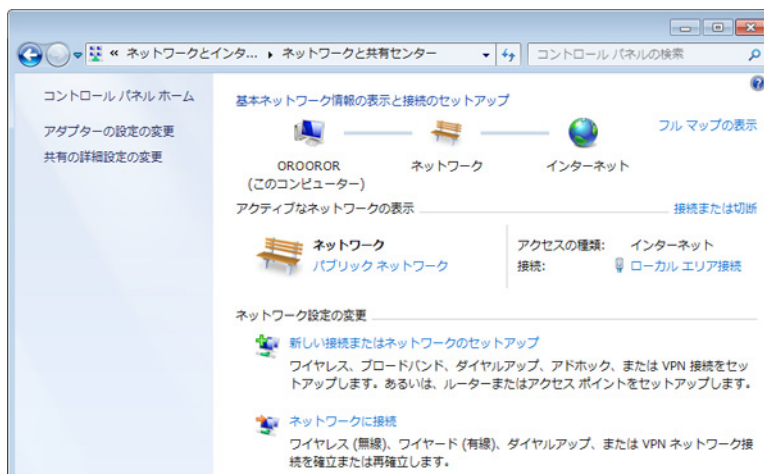 « ネットワークとインタ... ▸ ネットワークと共有センター
コントロール パネルの検索
コントロール パネル ホーム
アダプターの設定の変更
共有の詳細設定の変更
基本ネットワーク情報の表示と接続のセットアップ
フル マップの表示
OROOROR
(このコンピューター)
ネットワーク
インターネット
アクティブなネットワークの表示
接続または切断
ネットワーク
パブリック ネットワーク
アクセスの種類: インターネット
接続: ローカル エリア接続
ネットワーク設定の変更
新しい接続またはネットワークのセットアップ
ワイヤレス、ブロードバンド、ダイヤルアップ、アドホック、または VPN 接続をセッ
トアップします。あるいは、ルーターまたはアクセス ポイントをセットアップします。
ネットワークに接続
ワイヤレス (無線)、ワイヤード (有線)、ダイヤルアップ、または VPN ネットワーク接
続を確立または再確立します。